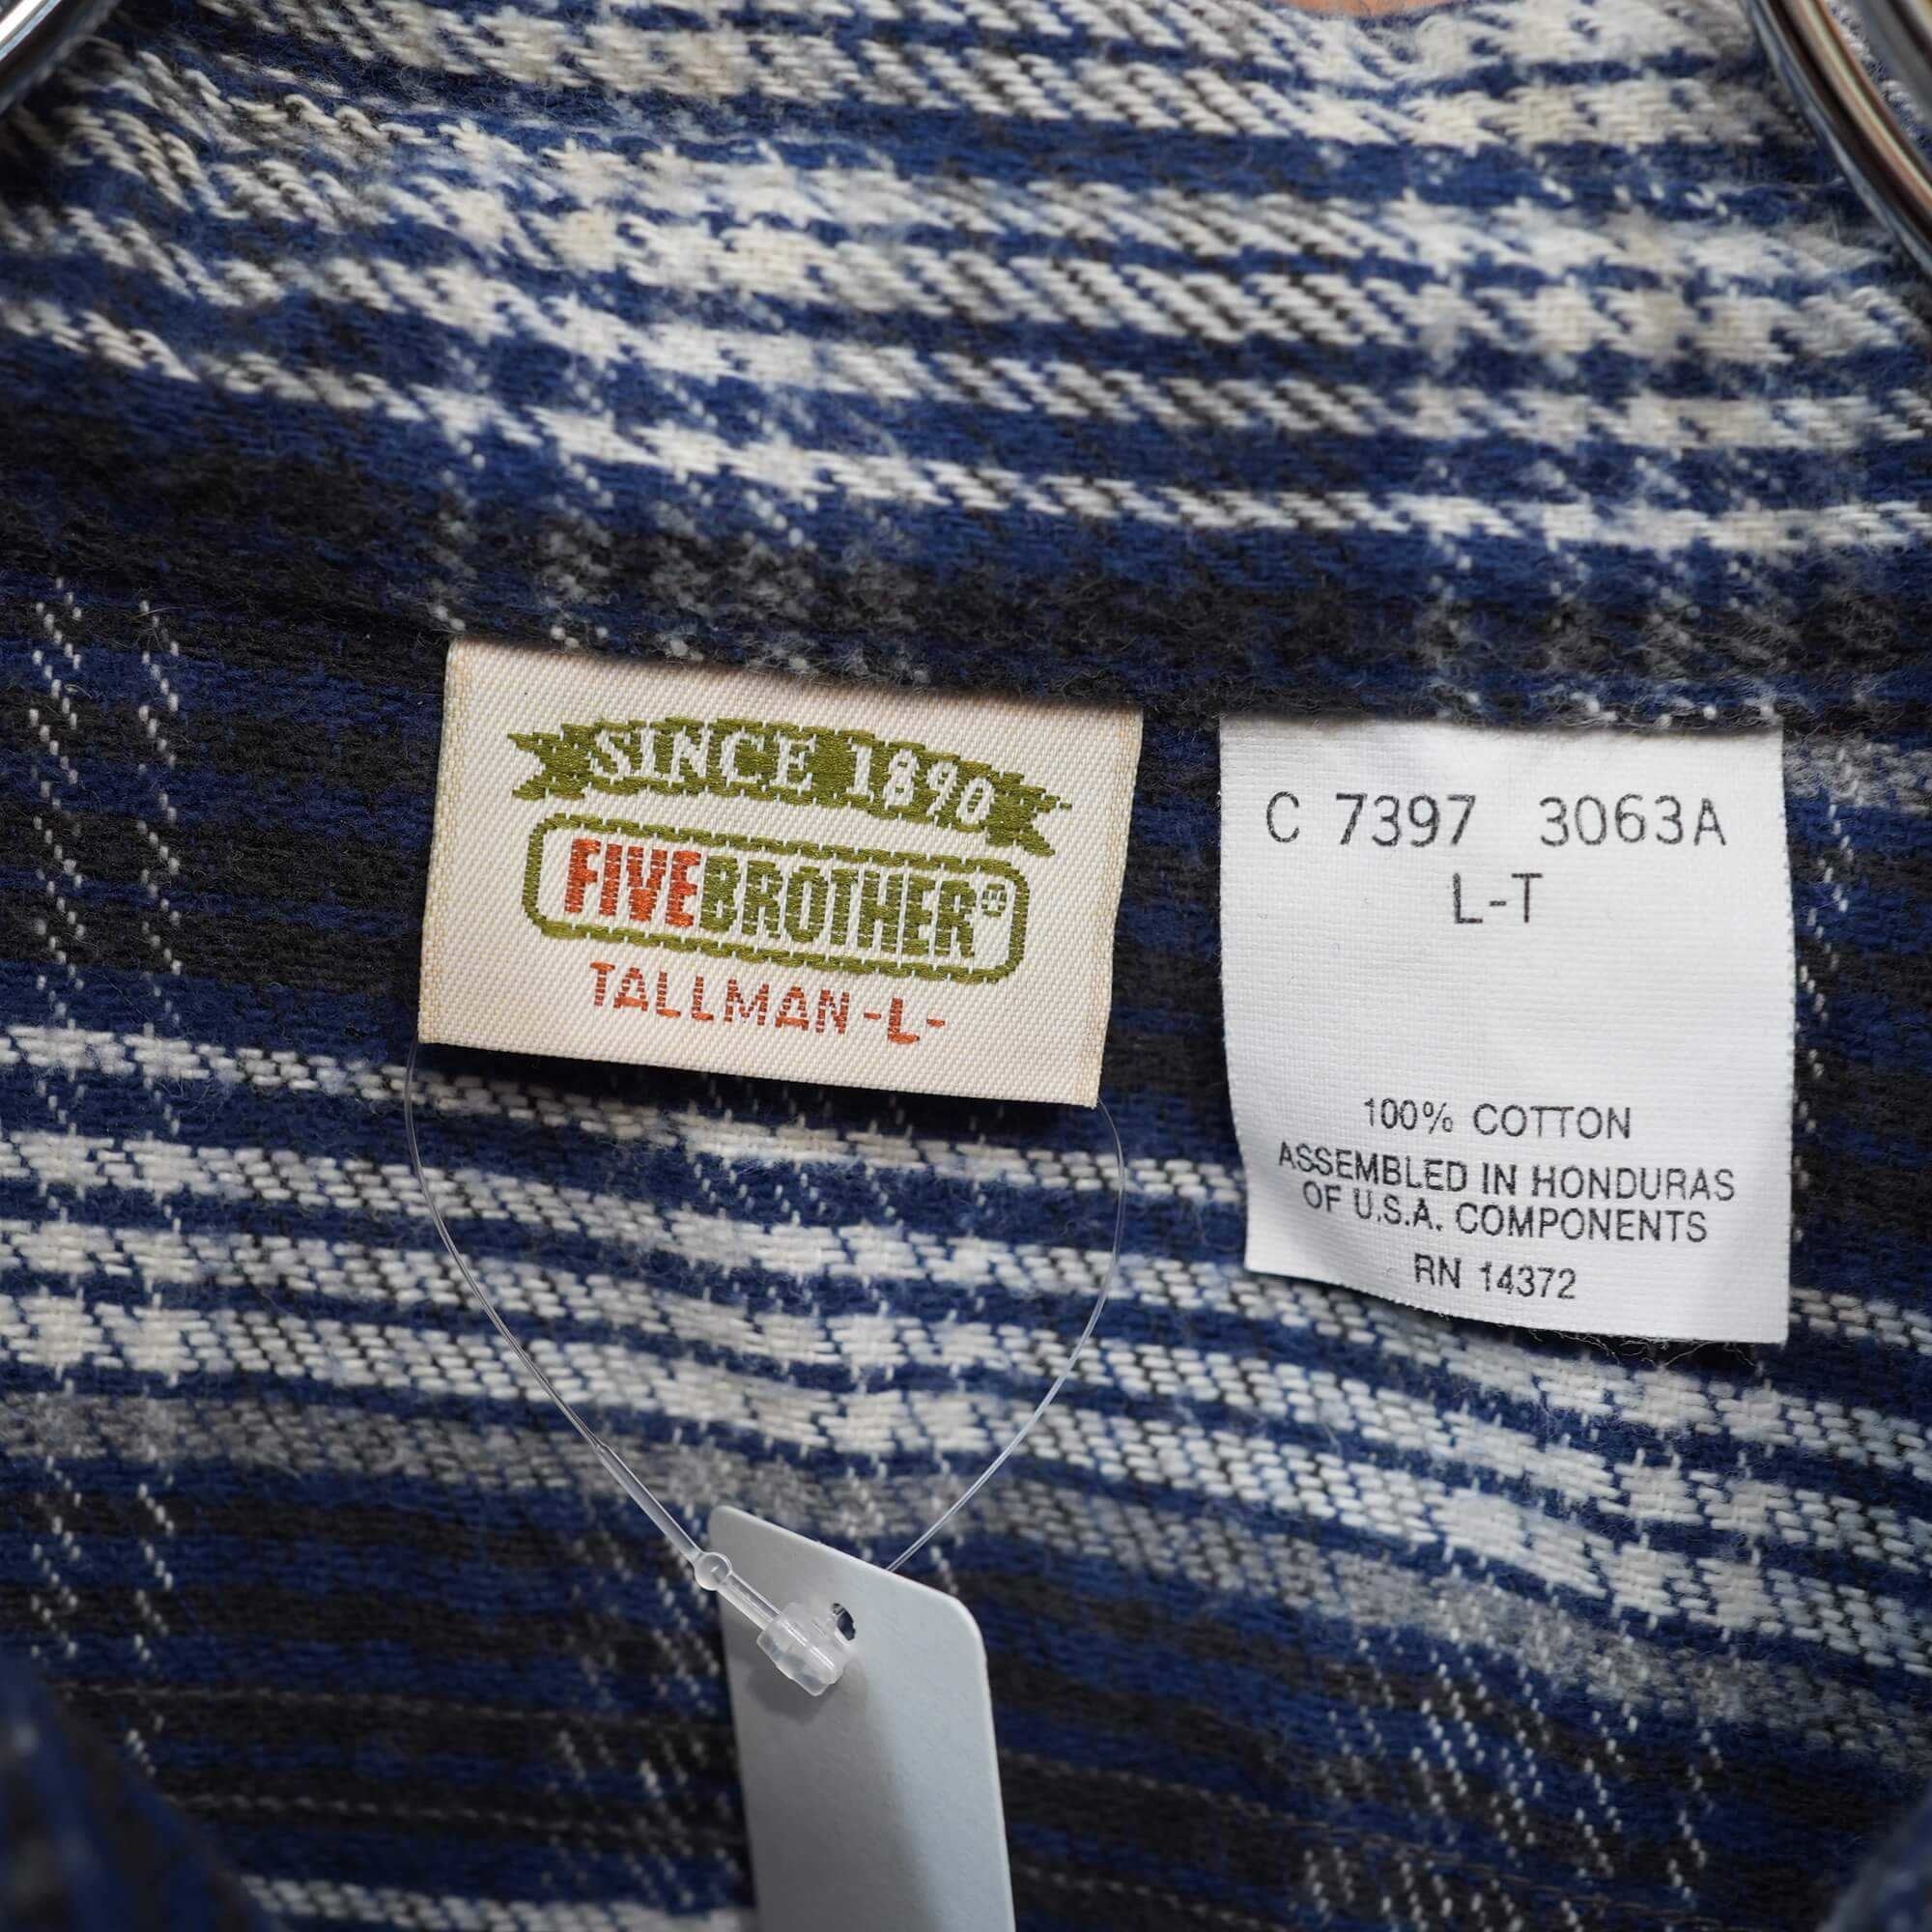 SINCE 1890
FIVEBROTHER®
TALLMAN -L-
C 7397 3063A
L-T
100% COTTON
ASSEMBLED IN HONDURAS
OF U.S.A. COMPONENTS
RN 14372